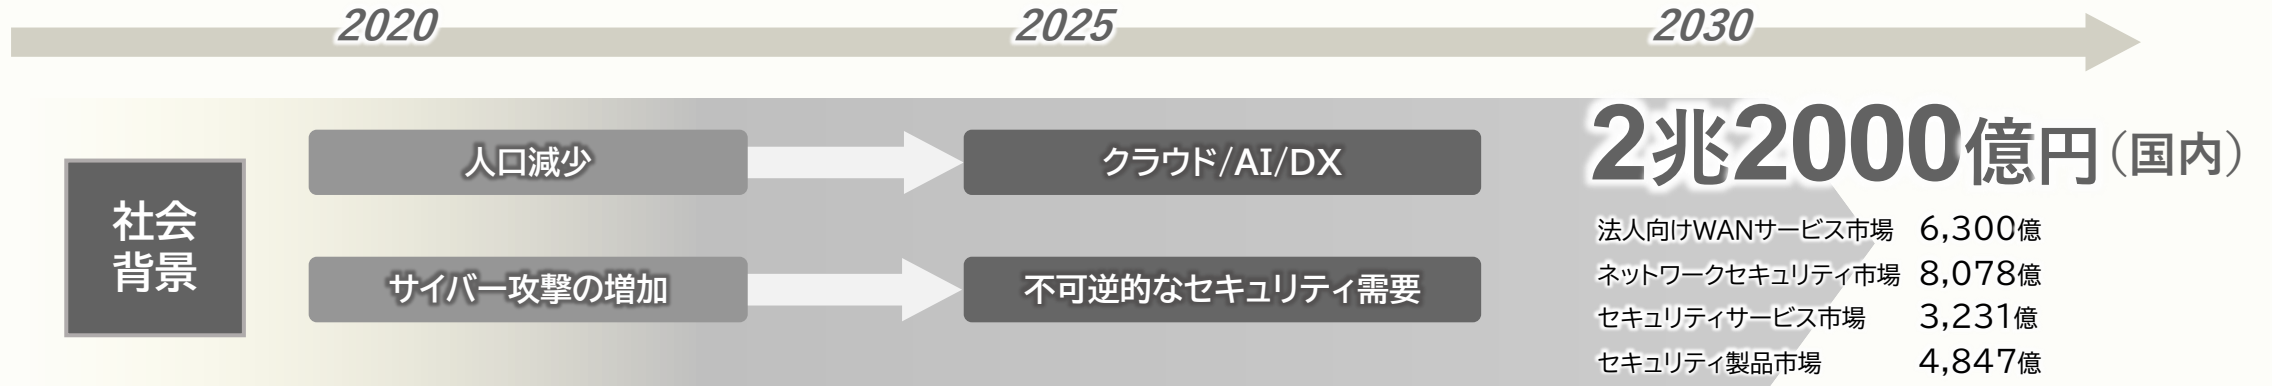 2020
2025
2030
社会
背景
人口減少
クラウド/AI/DX
サイバー攻撃の増加
不可逆的なセキュリティ需要
2兆2000億円（国内）
法人向けWANサービス市場 6,300億
ネットワークセキュリティ市場 8,078億
セキュリティサービス市場 3,231億
セキュリティ製品市場 4,847億